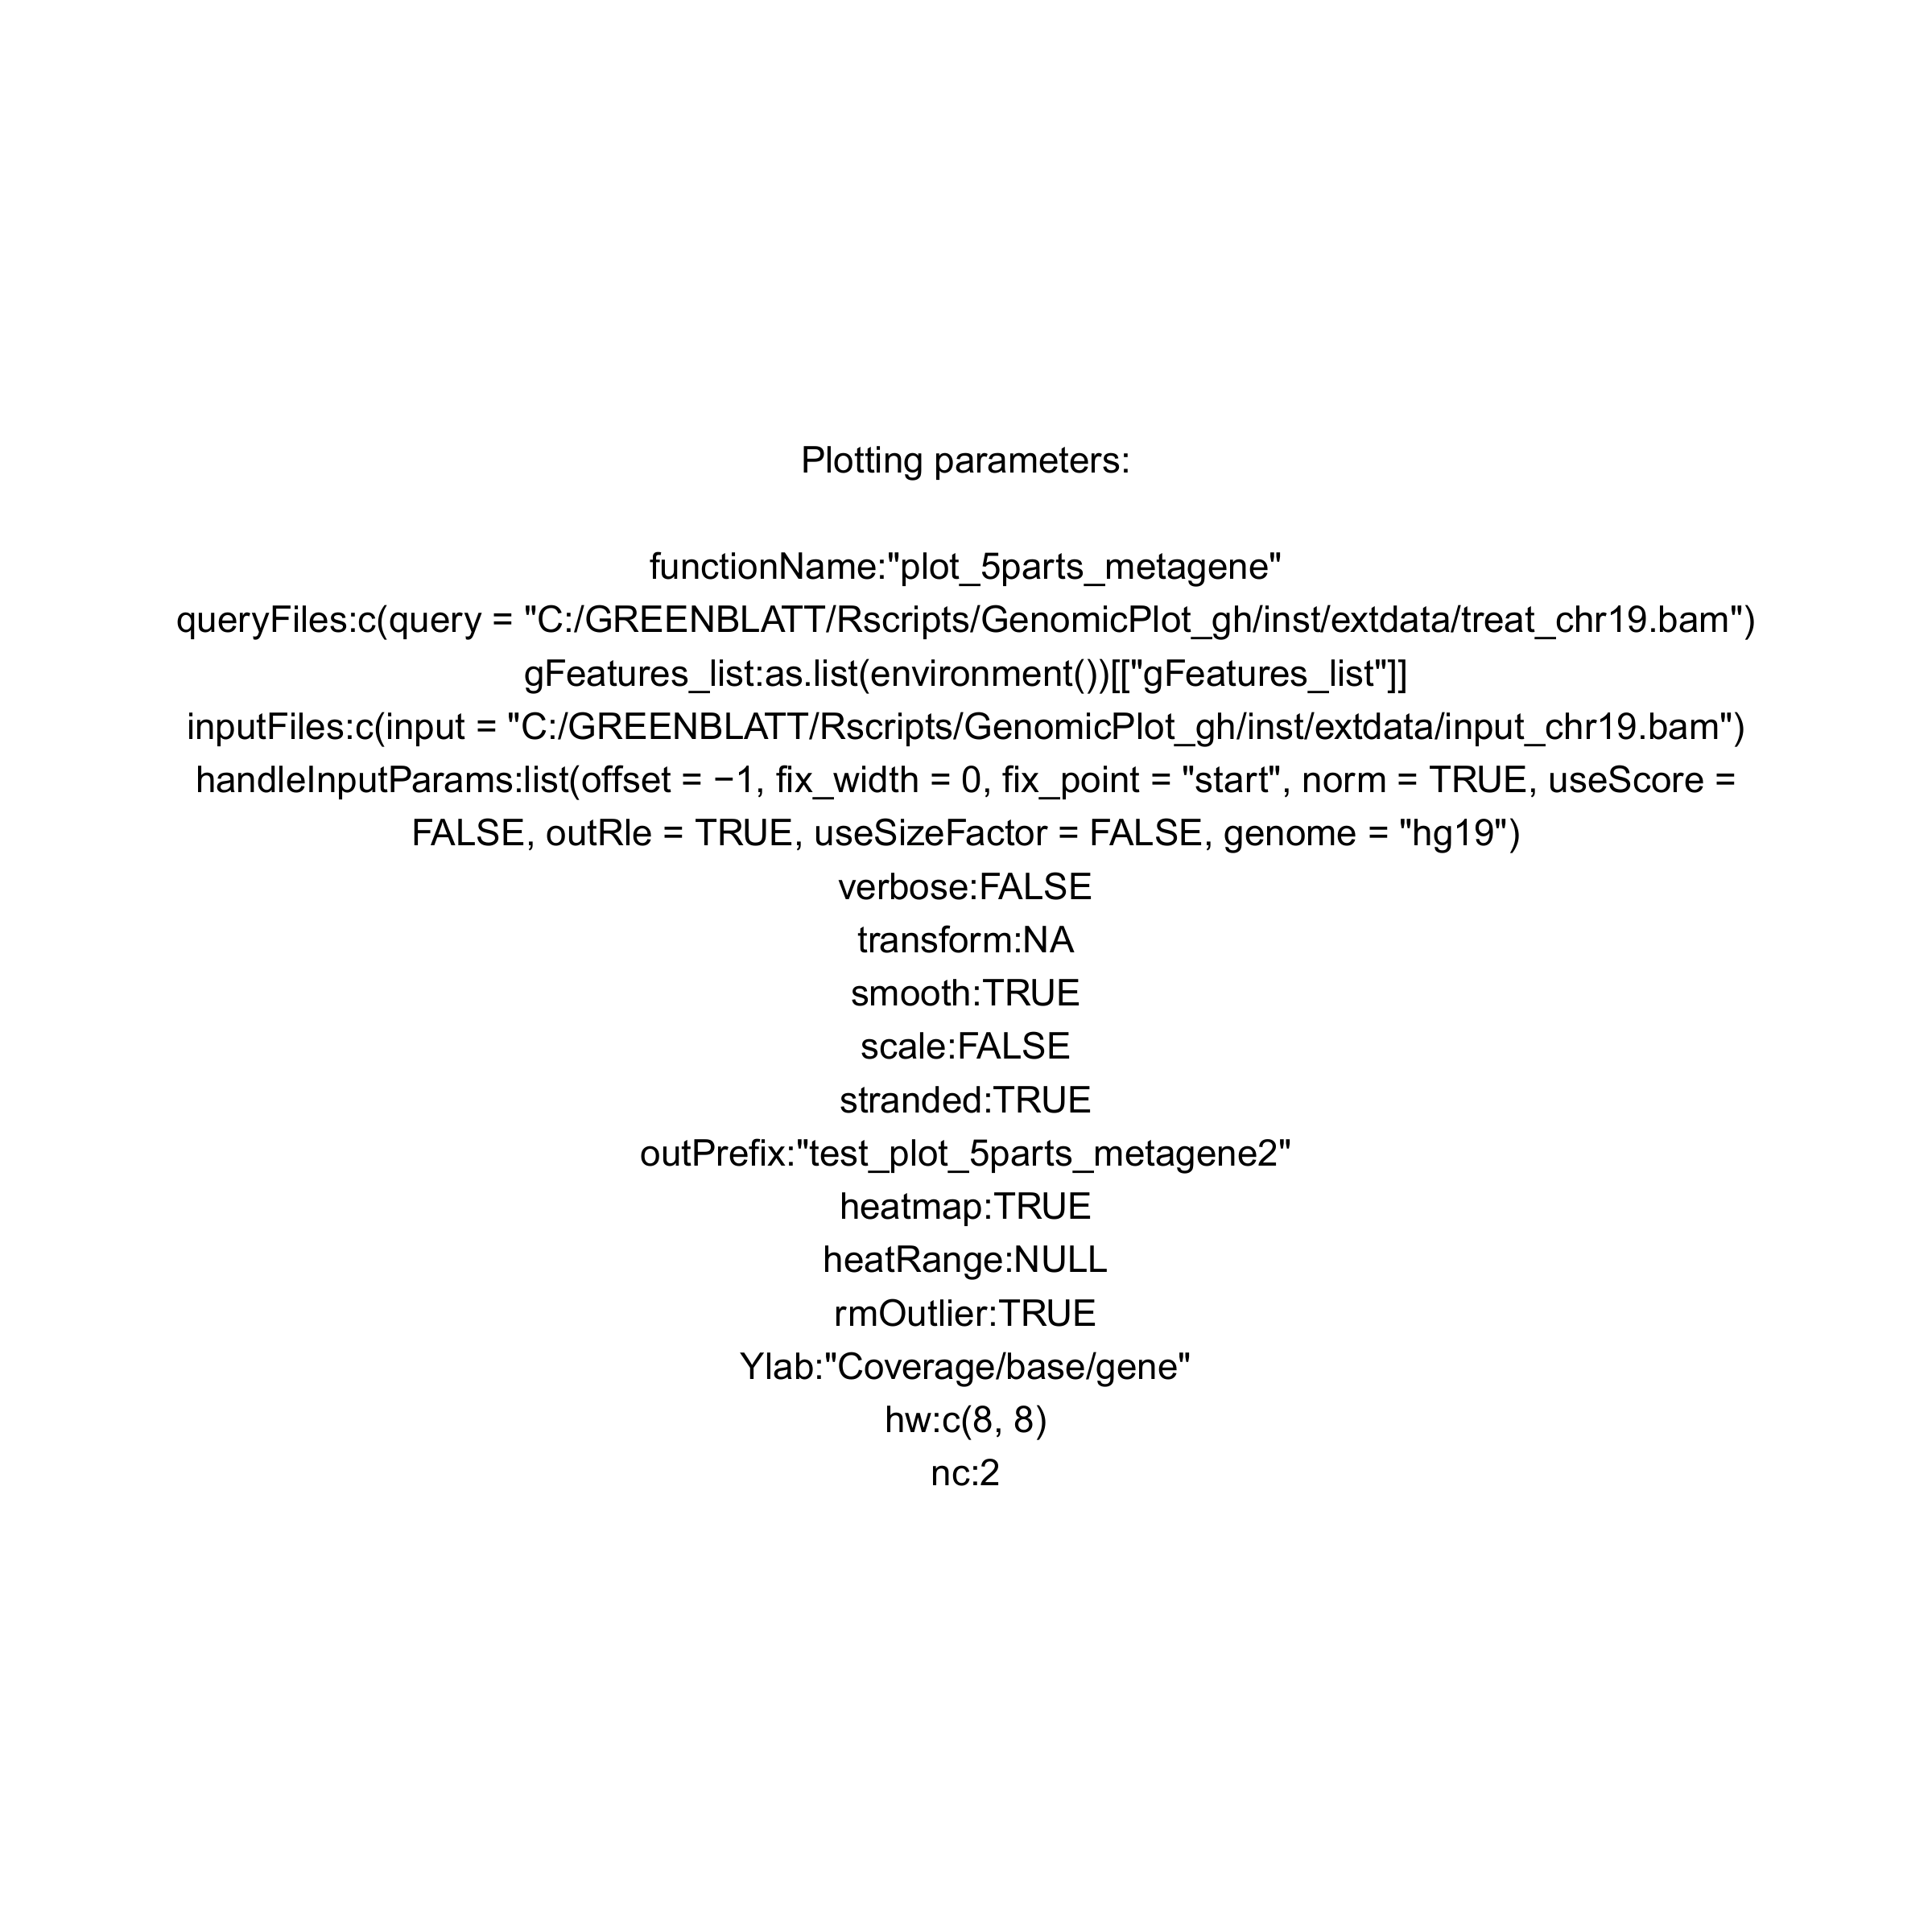 Plotting parameters:
functionName:"plot_5parts_metagene"
queryFiles:c(query = "C:/GREENBLATT/Rscripts/GenomicPlot_gh/inst/extdata/treat_chr19.bam")
gFeatures_list:as.list(environment())[["gFeatures_list"]]
inputFiles:c(input = "C:/GREENBLATT/Rscripts/GenomicPlot_gh/inst/extdata/input_chr19.bam")
handleInputParams:list(offset = −1, fix_width = 0, fix_point = "start", norm = TRUE, useScore =
FALSE, outRle = TRUE, useSizeFactor = FALSE, genome = "hg19")
verbose:FALSE
transform:NA
smooth:TRUE
scale:FALSE
stranded:TRUE
outPrefix:"test_plot_5parts_metagene2"
heatmap:TRUE
heatRange:NULL
rmOutlier:TRUE
Ylab:"Coverage/base/gene"
hw:c(8, 8)
nc:2